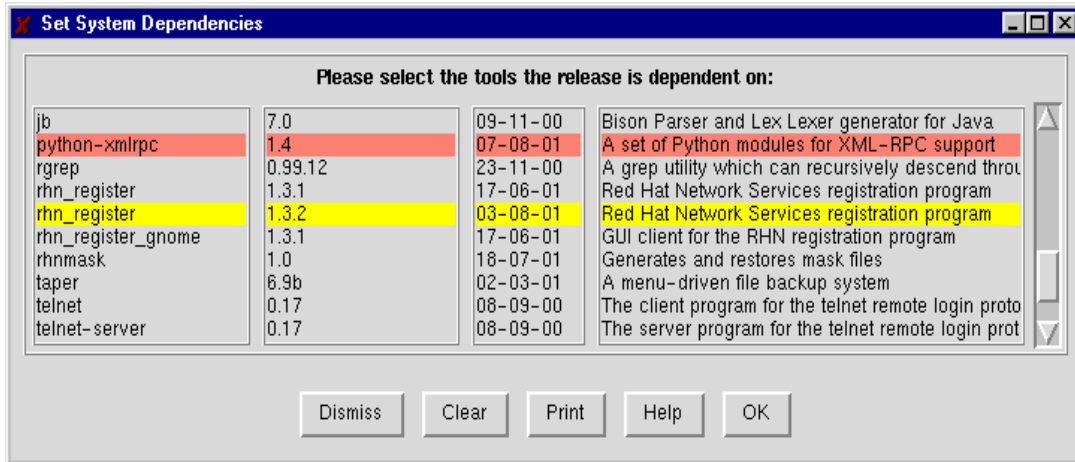 Set System Dependencies
Please select the tools the release is dependent on:
jb 7.0 09-11-00 Bison Parser and Lex Lexer generator for Java
python-xmlrpc 1.4 07-08-01 A set of Python modules for XML-RPC support
rgrep 0.99.12 23-11-00 A grep utility which can recursively descend throu
rhn_register 1.3.1 17-06-01 Red Hat Network Services registration program
rhn_register 1.3.2 03-08-01 Red Hat Network Services registration program
rhn_register_gnome 1.3.1 17-06-01 GUI client for the RHN registration program
rhnmask 1.0 18-07-01 Generates and restores mask files
taper 6.9b 02-03-01 A menu-driven file backup system
telnet 0.17 08-09-00 The client program for the telnet remote login proto
telnet-server 0.17 08-09-00 The server program for the telnet remote login prot
Dismiss Clear Print Help OK